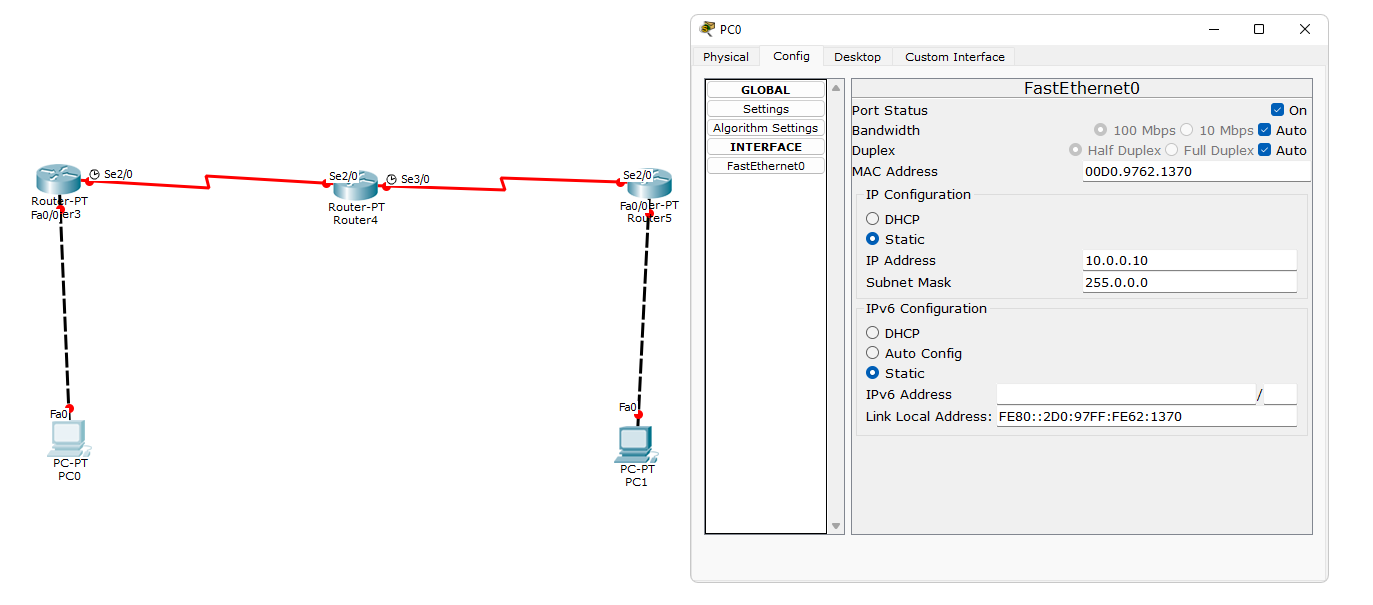 Se2/0
Router-PT
Fa0/0er3
Se2/0
Se3/0
Router-PT
Router4
Se2/0
Fa0/0er-PT
Router5
Fa0
PC-PT
PC0
Fa0
PC-PT
PC1
PC0
Physical Config Desktop Custom Interface
GLOBAL
Settings
Algorithm Settings
INTERFACE
FastEthernet0
FastEthernet0
Port Status On
Bandwidth 100 Mbps 10 Mbps Auto
Duplex Half Duplex Full Duplex Auto
MAC Address 00D0.9762.1370
IP Configuration
DHCP
Static
IP Address 10.0.0.10
Subnet Mask 255.0.0.0
IPv6 Configuration
DHCP
Auto Config
Static
IPv6 Address /
Link Local Address: FE80::2D0:97FF:FE62:1370